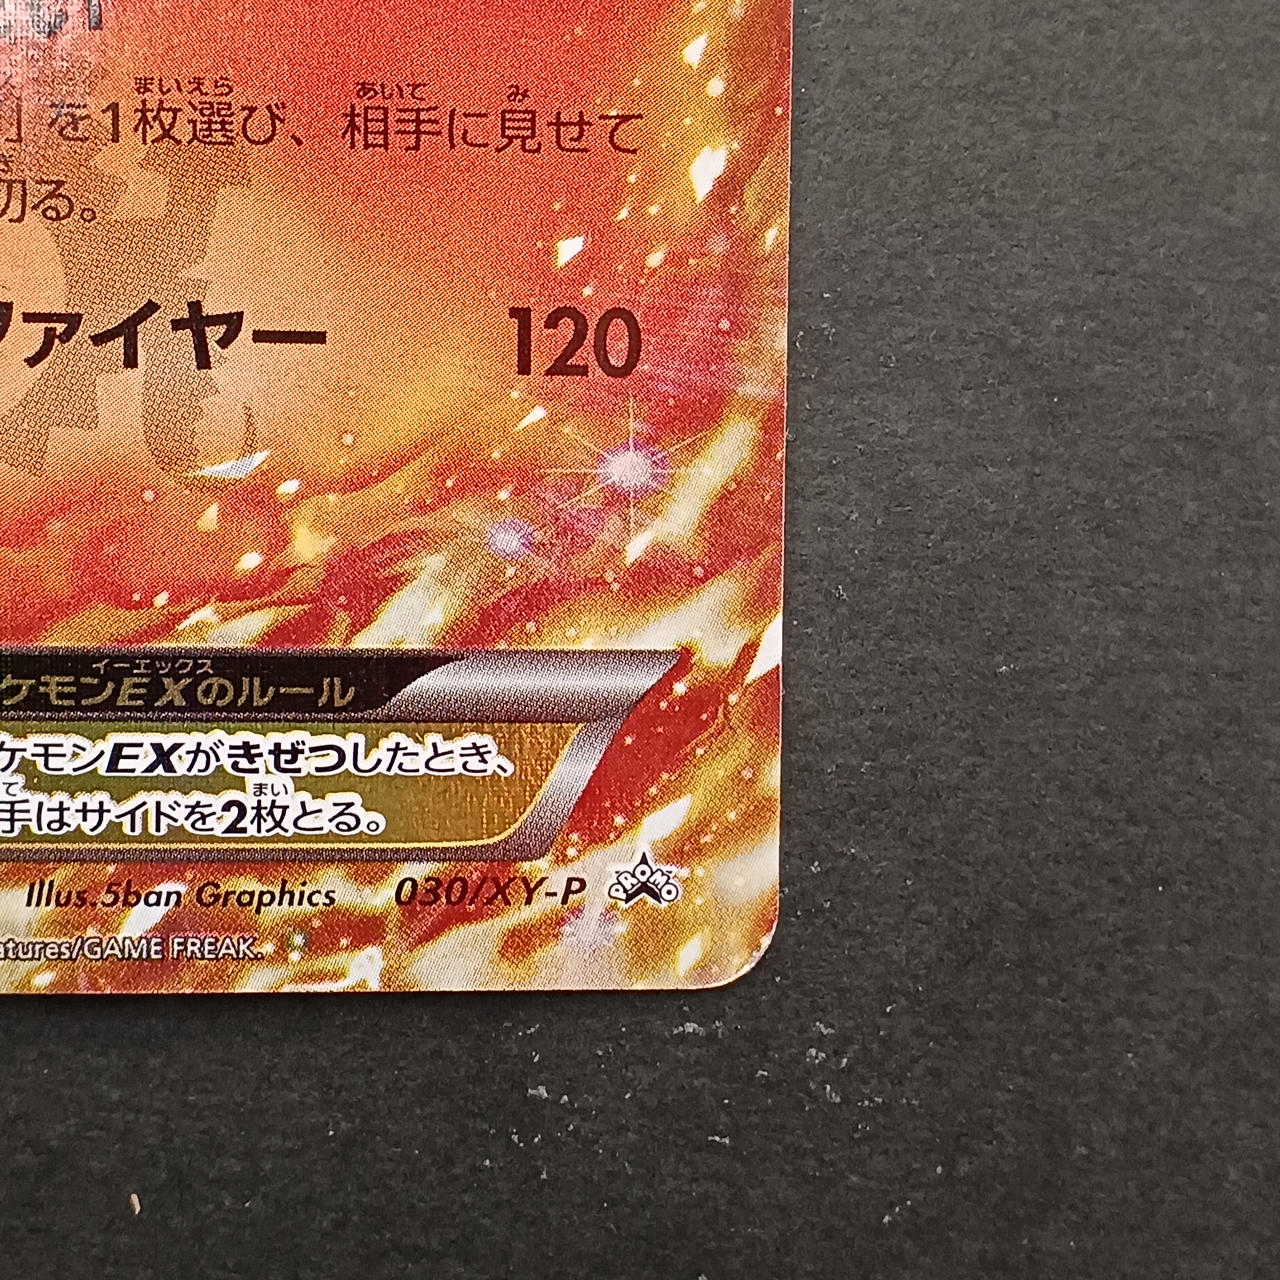 を1枚選び、相手に見せて
まいえら あいて み
切る。
ファイヤー 120
イーエックス
ケモンEXのルール
ケモンEXがきぜつしたとき、
て まい
手はサイドを2枚とる。
Illus.5ban Graphics 030/XY-P PROMO
atures/GAME FREAK.